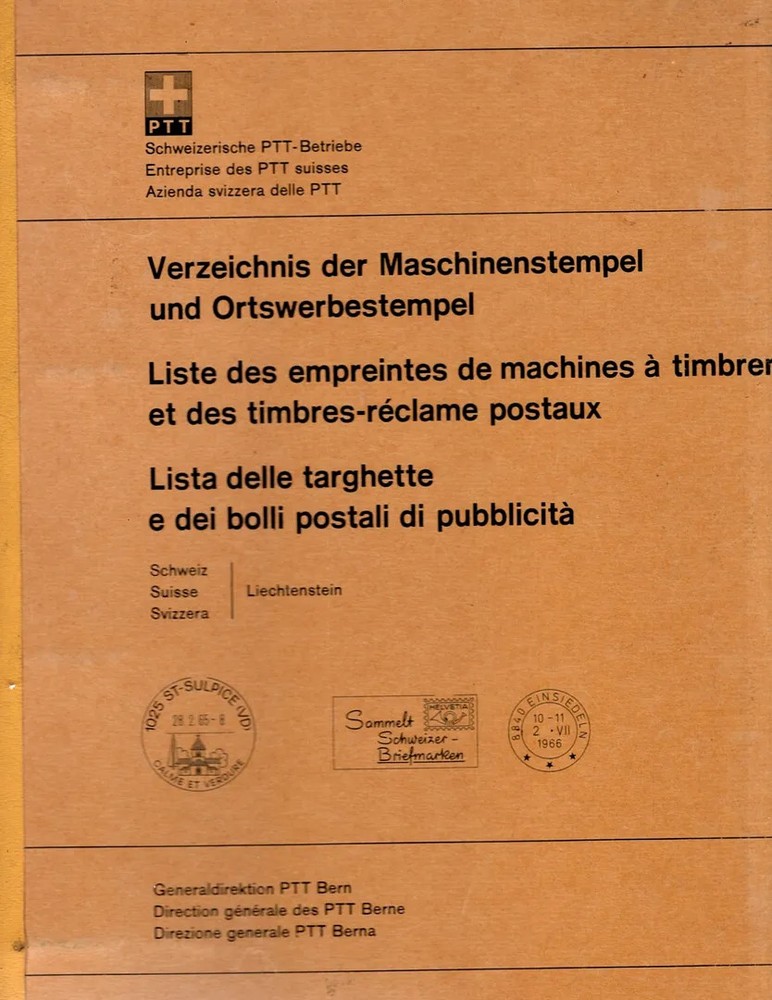 PTT
Schweizerische PTT-Betriebe
Entreprise des PTT suisses
Azienda svizzera delle PTT
Verzeichnis der Maschinenstempel
und Ortswerbestempel
Liste des empreintes de machines à timbrer
et des timbres-réclame postaux
Lista delle targhette
e dei bolli postali di pubblicità
Schweiz
Suisse
Svizzera
Liechtenstein
1025 ST-SULPICE (VD)
28.2.65-8
CALME ET VERDURE
HELVETIA
Sammelt
Schweizer-
Briefmarken
8840 EINSIEDELN
10-11
2 -VII
1966
Generaldirektion PTT Bern
Direction générale des PTT Berne
Direzione generale PTT Berna